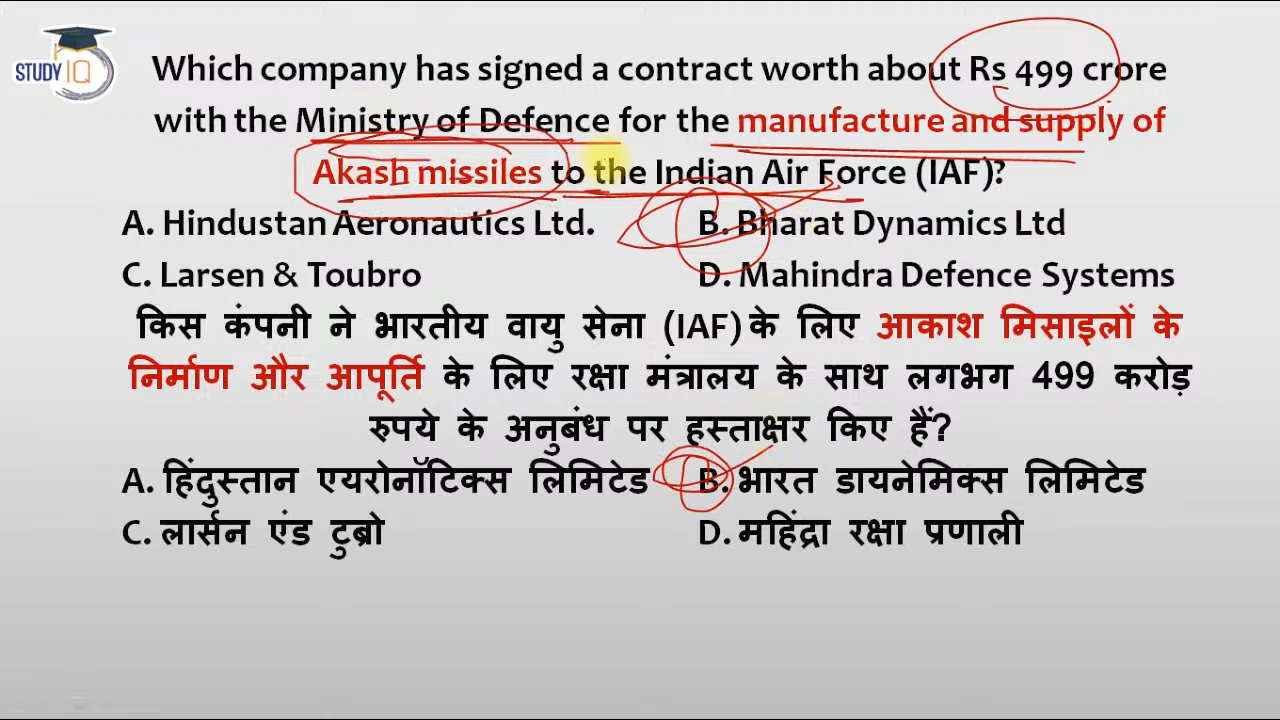 STUDY IQ
Which company has signed a contract worth about Rs 499 crore
with the Ministry of Defence for the manufacture and supply of
Akash missiles to the Indian Air Force (IAF)?
A. Hindustan Aeronautics Ltd. B. Bharat Dynamics Ltd
C. Larsen & Toubro D. Mahindra Defence Systems
किस कंपनी ने भारतीय वायु सेना (IAF) के लिए आकाश मिसाइलों के
निर्माण और आपूर्ति के लिए रक्षा मंत्रालय के साथ लगभग 499 करोड़
रुपये के अनुबंध पर हस्ताक्षर किए हैं?
A. हिंदुस्तान एयरोनॉटिक्स लिमिटेड B. भारत डायनेमिक्स लिमिटेड
C. लार्सन एंड टुब्रो D. महिंद्रा रक्षा प्रणाली